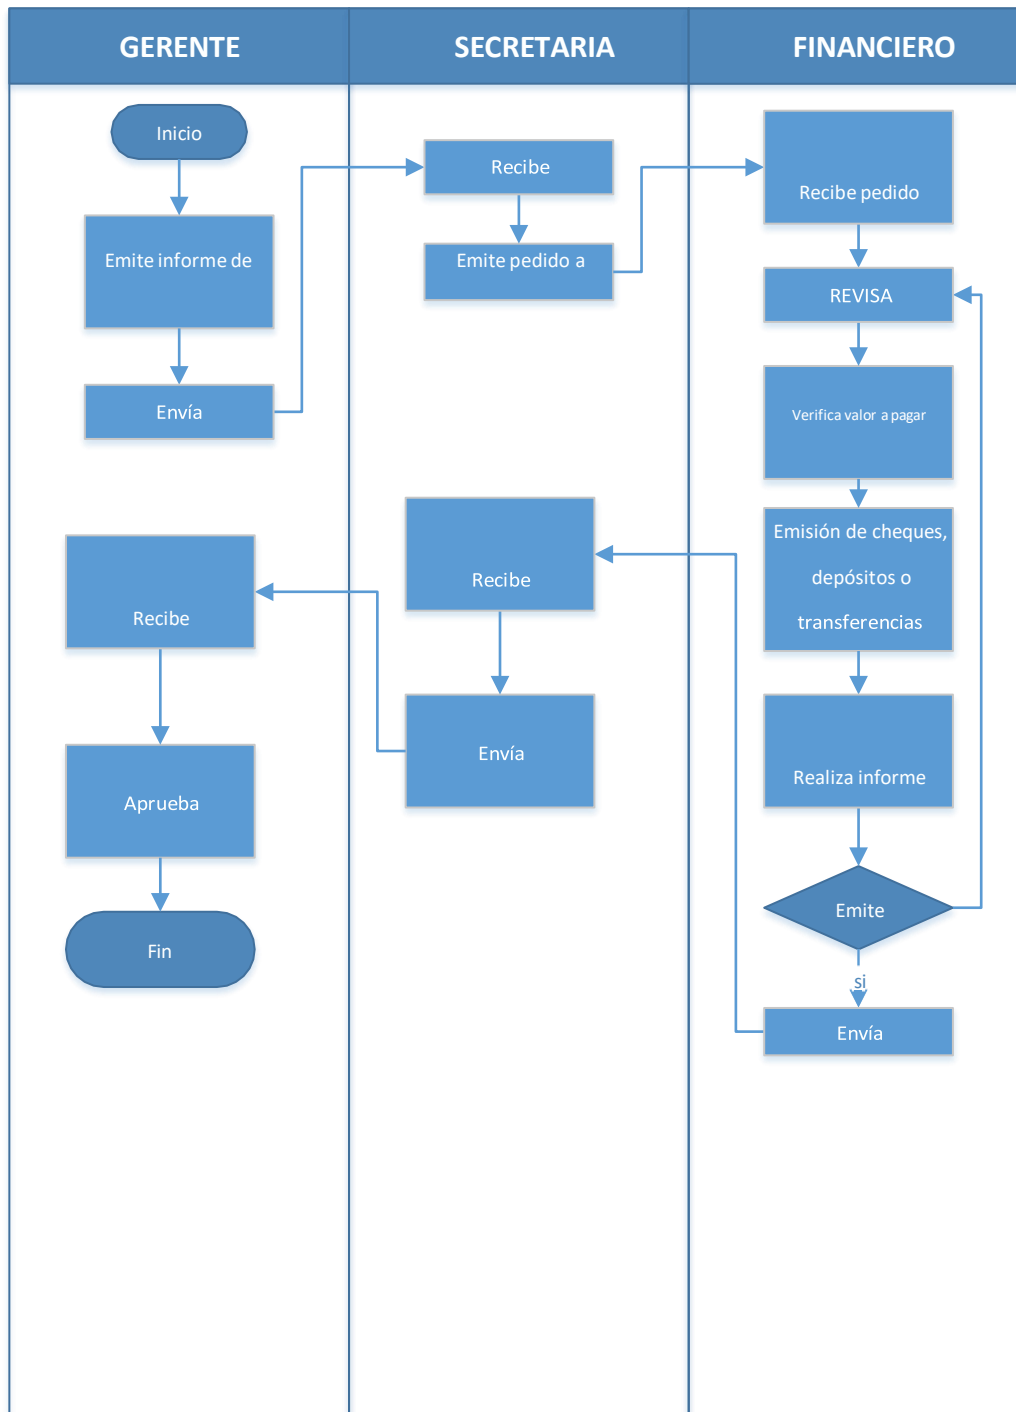 GERENTE
SECRETARIA
FINANCIERO
Inicio
Emite informe de
Envía
Recibe
Aprueba
Fin
Recibe
Emite pedido a
Recibe
Envía
Recibe pedido
REVISA
Verifica valor a pagar
Emisión de cheques,
depósitos o
transferencias
Realiza informe
Emite
si
Envía